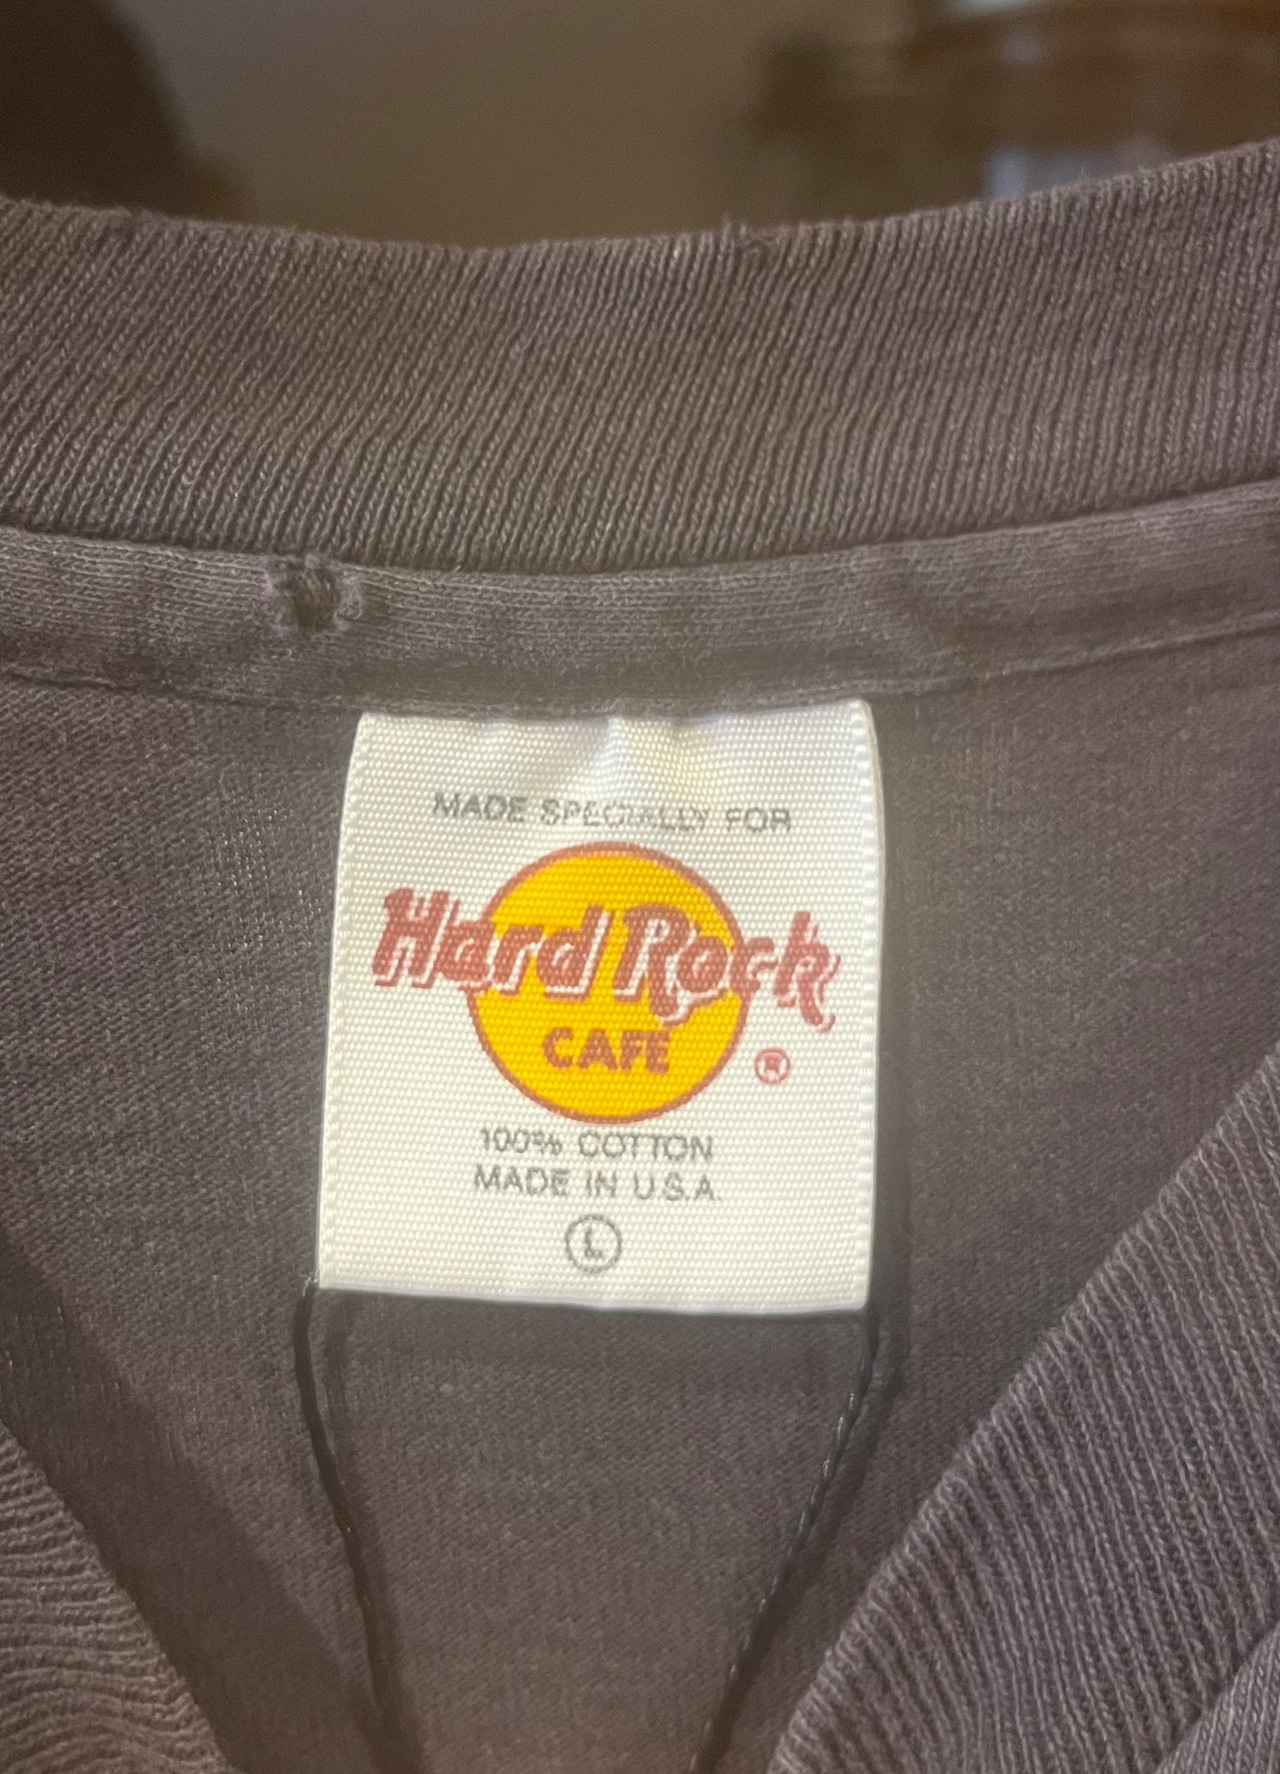 MADE SPECIALLY FOR
Hard Rock
CAFE
®
100% COTTON
MADE IN U.S.A.
L